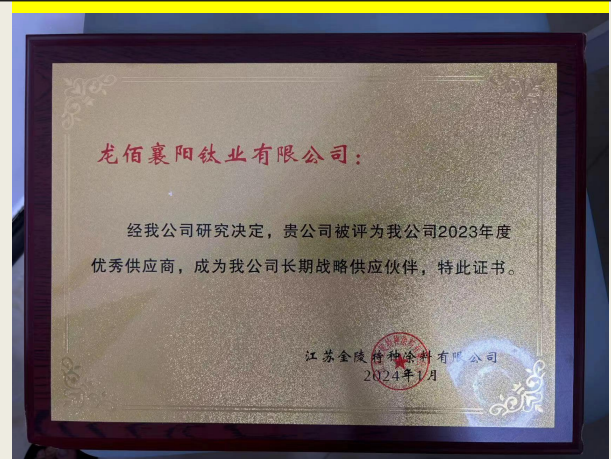 龙佰襄阳钛业有限公司：
经我公司研究决定，贵公司被评为我公司2023年度
优秀供应商，成为我公司长期战略供应伙伴，特此证书。
江苏金陵特种涂料有限公司
2024年1月